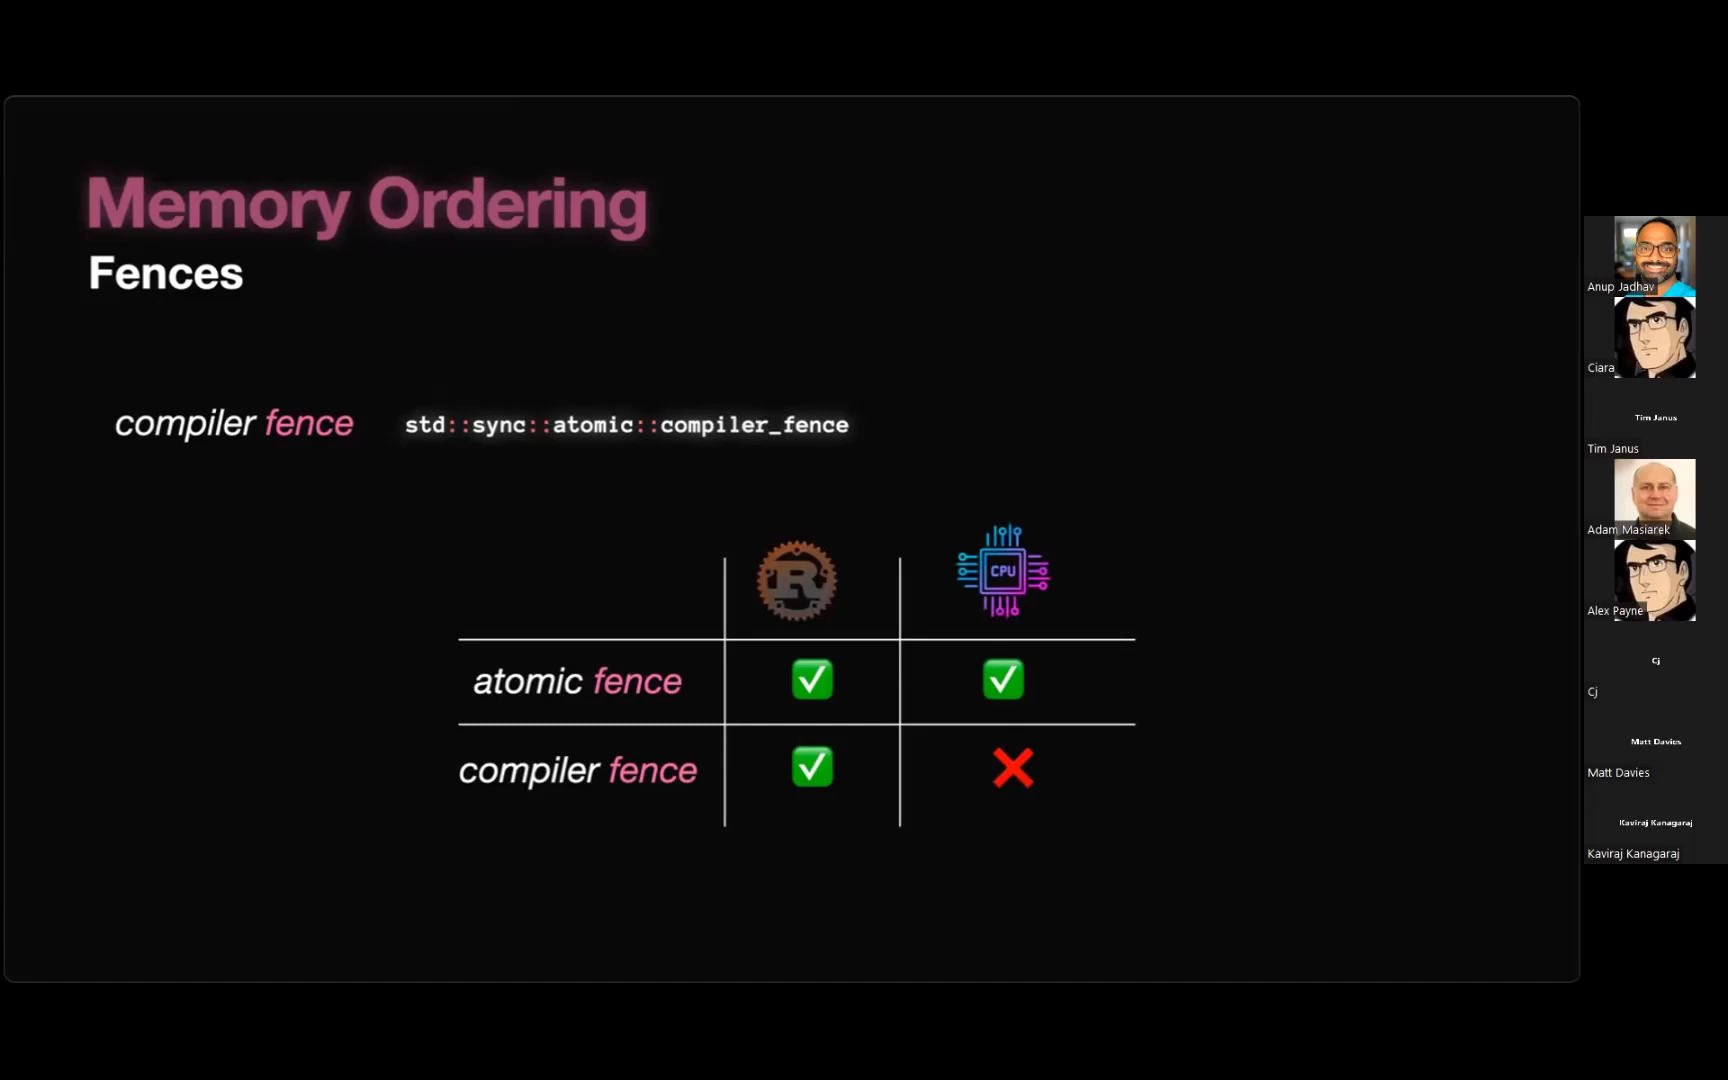 Memory Ordering
Fences
compiler fence std::sync::atomic::compiler_fence
R CPU
atomic fence ✅ ✅
compiler fence ✅ ❌
Anup Jadhav
Ciara
Tim Janus
Tim Janus
Adam Masiarek
Alex Payne
Cj
Cj
Matt Davies
Matt Davies
Kaviraj Kanagaraj
Kaviraj Kanagaraj